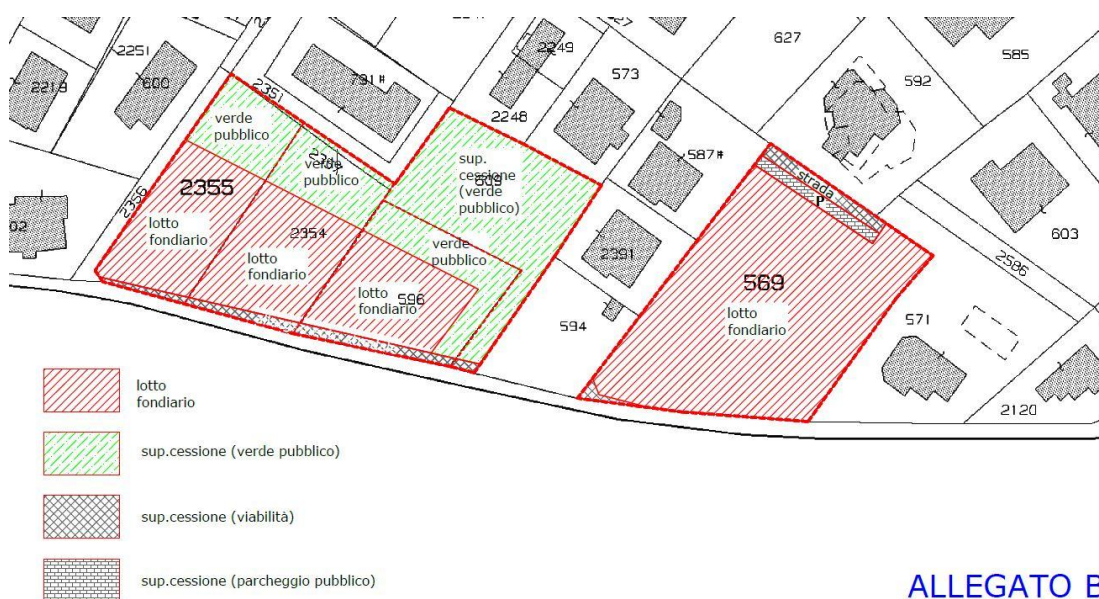 627
2251
2249
585
573
592
2219
600
791#
2351
2248
verde
pubblico
verde
pubblico
sup.
cessione
(verde
pubblico)
609
587#
strada
P
2355
2356
lotto
fondiario
2354
lotto
fondiario
verde
pubblico
lotto
fondiario
596
02
2391
603
2586
569
lotto
fondiario
594
571
2120
lotto
fondiario
sup.cessione (verde pubblico)
sup.cessione (viabilità)
sup.cessione (parcheggio pubblico)
ALLEGATO B